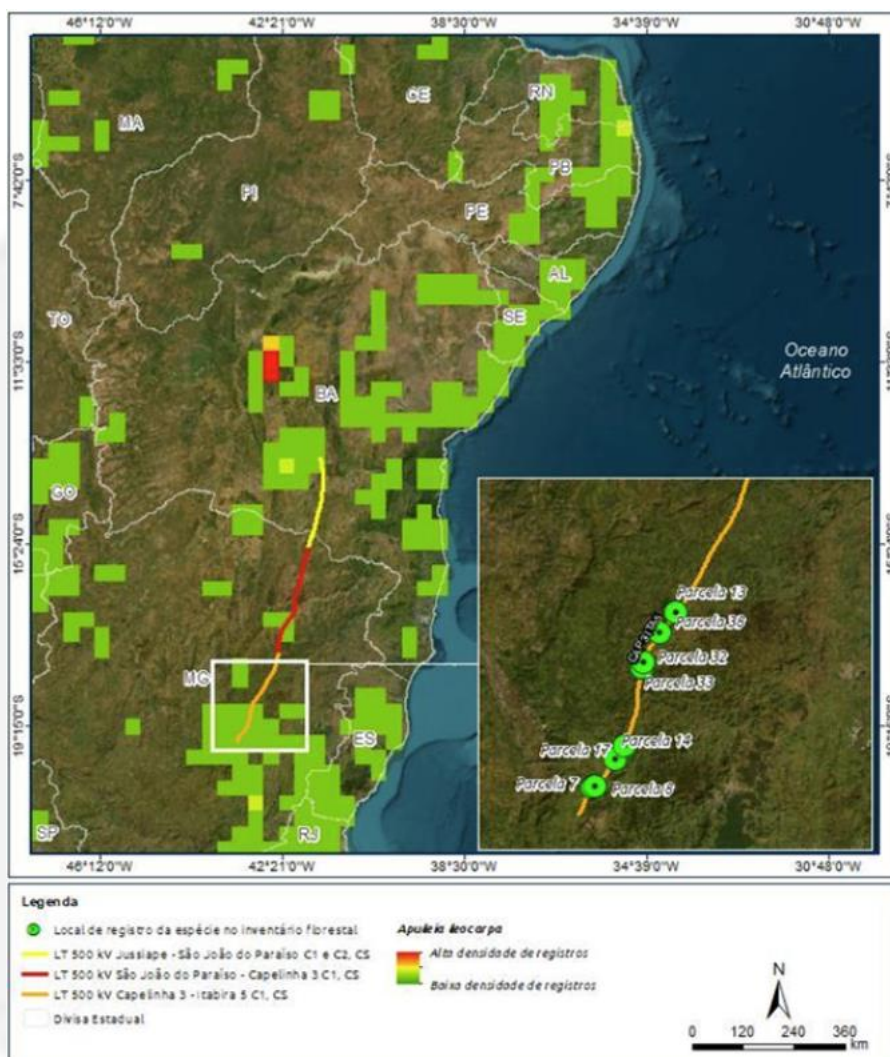 46°12'0"W 42°21'0"W 38°30'0"W 34°39'0"W 30°48'0"W
7°42'0"S
11°33'0"S
15°24'0"S
19°15'0"S
MA
CE
RN
PB
PI
PE
AL
TO
SE
BA
Oceano
Atlântico
GO
MG
ES
SP
RJ
Parcela 13
Parcela 35
Parcela 32
Parcela 33
Parcela 14
Parcela 17
Parcela 7
Parcela 8
46°12'0"W 42°21'0"W 38°30'0"W 34°39'0"W 30°48'0"W
Legenda
Local de registro da espécie no inventário florestal
LT 500 kV Jussiape - São João do Paraíso C1 e C2, CS
LT 500 kV São João do Paraíso - Capelinha 3 C1, CS
LT 500 kV Capelinha 3 - Itabira 5 C1, CS
Divisa Estadual
Apuleia leiocarpa
Alta densidade de registros
Baixa densidade de registros
N
0 120 240 360
km